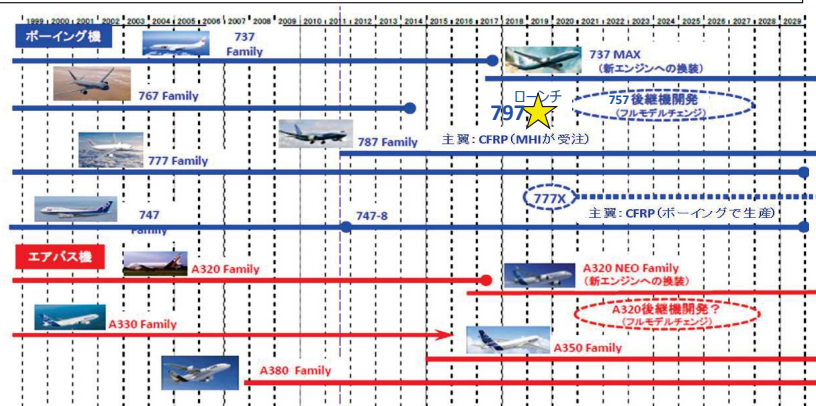 1999 2000 2001 2002 2003 2004 2005 2006 2007 2008 2009 2010 2011 2012 2013 2014 2015 2016 2017 2018 2019 2020 2021 2022 2023 2024 2025 2026 2027 2028 2029
ボーイング機
737
Family
737 MAX
(新エンジンへの換装)
767 Family
ローンチ
797
757後継機開発
(フルモデルチェンジ)
787 Family
主翼:CFRP(MHIが受注)
777 Family
777X
主翼:CFRP(ボーイングで生産)
747
Family
747-8
エアバス機
A320 Family
A320 NEO Family
(新エンジンへの換装)
A320後継機開発?
(フルモデルチェンジ)
A330 Family
A350 Family
A380 Family